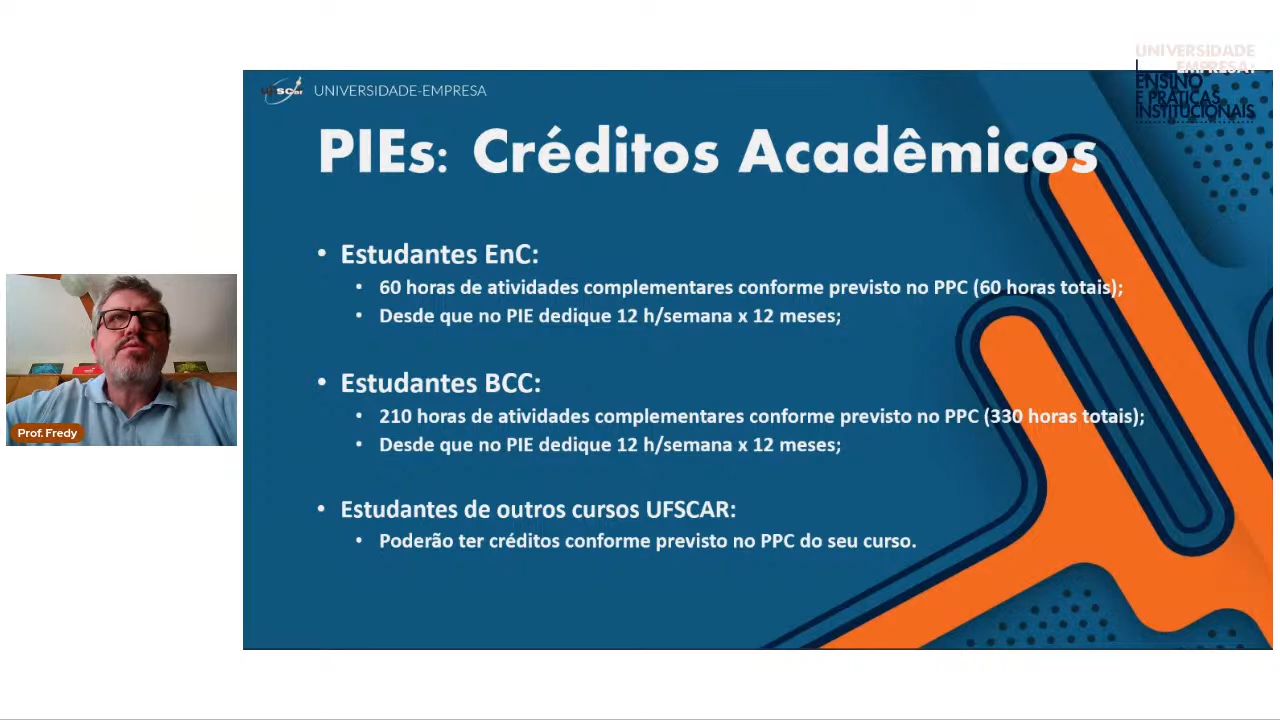 UNIVERSIDADE
EMPRESA:
ENSINO
E PRÁTICAS
INSTITUCIONAIS
UFSCar
UNIVERSIDADE-EMPRESA
PIEs: Créditos Acadêmicos
• Estudantes EnC:
• 60 horas de atividades complementares conforme previsto no PPC (60 horas totais);
• Desde que no PIE dedique 12 h/semana x 12 meses;
• Estudantes BCC:
• 210 horas de atividades complementares conforme previsto no PPC (330 horas totais);
• Desde que no PIE dedique 12 h/semana x 12 meses;
• Estudantes de outros cursos UFSCAR:
• Poderão ter créditos conforme previsto no PPC do seu curso.
Prof. Fredy